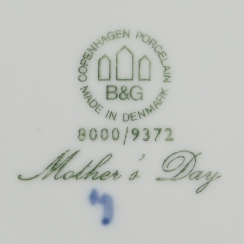 COPENHAGEN PORCELAIN
B&G
MADE IN DENMARK
8000/9372
Mother's Day